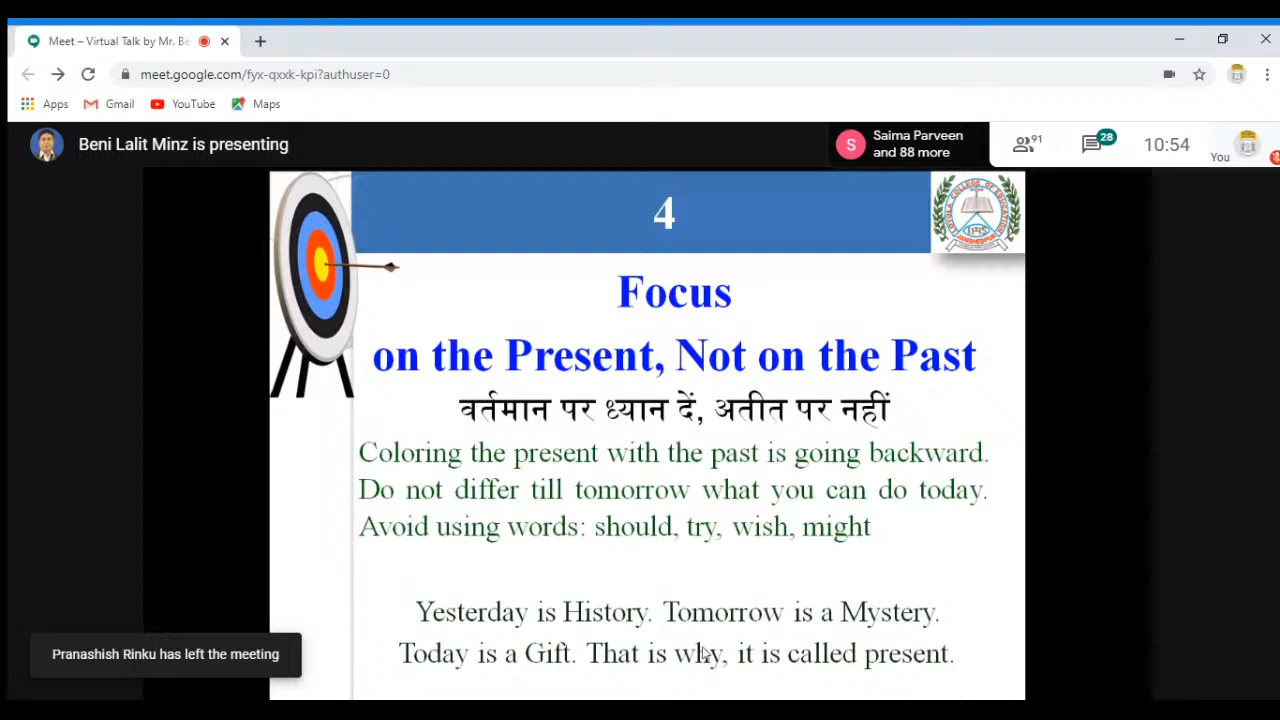 Meet – Virtual Talk by Mr. Be
meet.google.com/fyx-qxxk-kpi?authuser=0
Apps Gmail YouTube Maps
Beni Lalit Minz is presenting
Saima Parveen
and 88 more
91
28
10:54
You
S
4
LOYOLA COLLEGE OF EDUCATION
JAMSHEDPUR
Focus
on the Present, Not on the Past
वर्तमान पर ध्यान दें, अतीत पर नहीं
Coloring the present with the past is going backward.
Do not differ till tomorrow what you can do today.
Avoid using words: should, try, wish, might
Yesterday is History. Tomorrow is a Mystery.
Today is a Gift. That is why, it is called present.
Pranashish Rinku has left the meeting